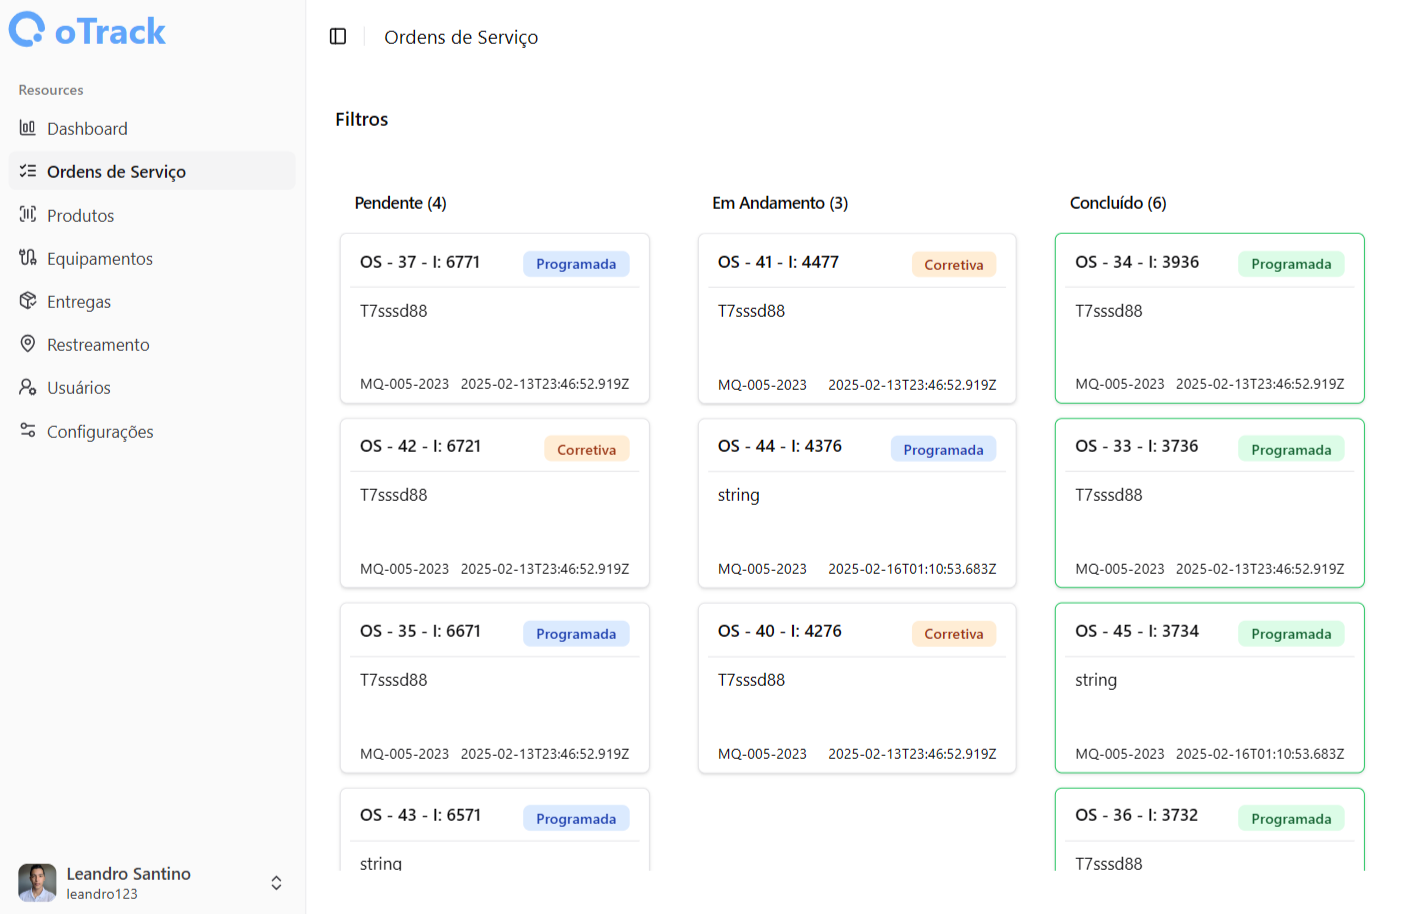 oTrack
Resources
Dashboard
Ordens de Serviço
Produtos
Equipamentos
Entregas
Restreamento
Usuários
Configurações
Leandro Santino
leandro123
Ordens de Serviço
Filtros
Pendente (4)
OS - 37 - I: 6771 Programada
T7sssd88
MQ-005-2023 2025-02-13T23:46:52.919Z
OS - 42 - I: 6721 Corretiva
T7sssd88
MQ-005-2023 2025-02-13T23:46:52.919Z
OS - 35 - I: 6671 Programada
T7sssd88
MQ-005-2023 2025-02-13T23:46:52.919Z
OS - 43 - I: 6571 Programada
string
Em Andamento (3)
OS - 41 - I: 4477 Corretiva
T7sssd88
MQ-005-2023 2025-02-13T23:46:52.919Z
OS - 44 - I: 4376 Programada
string
MQ-005-2023 2025-02-16T01:10:53.683Z
OS - 40 - I: 4276 Corretiva
T7sssd88
MQ-005-2023 2025-02-13T23:46:52.919Z
Concluído (6)
OS - 34 - I: 3936 Programada
T7sssd88
MQ-005-2023 2025-02-13T23:46:52.919Z
OS - 33 - I: 3736 Programada
T7sssd88
MQ-005-2023 2025-02-13T23:46:52.919Z
OS - 45 - I: 3734 Programada
string
MQ-005-2023 2025-02-16T01:10:53.683Z
OS - 36 - I: 3732 Programada
T7sssd88